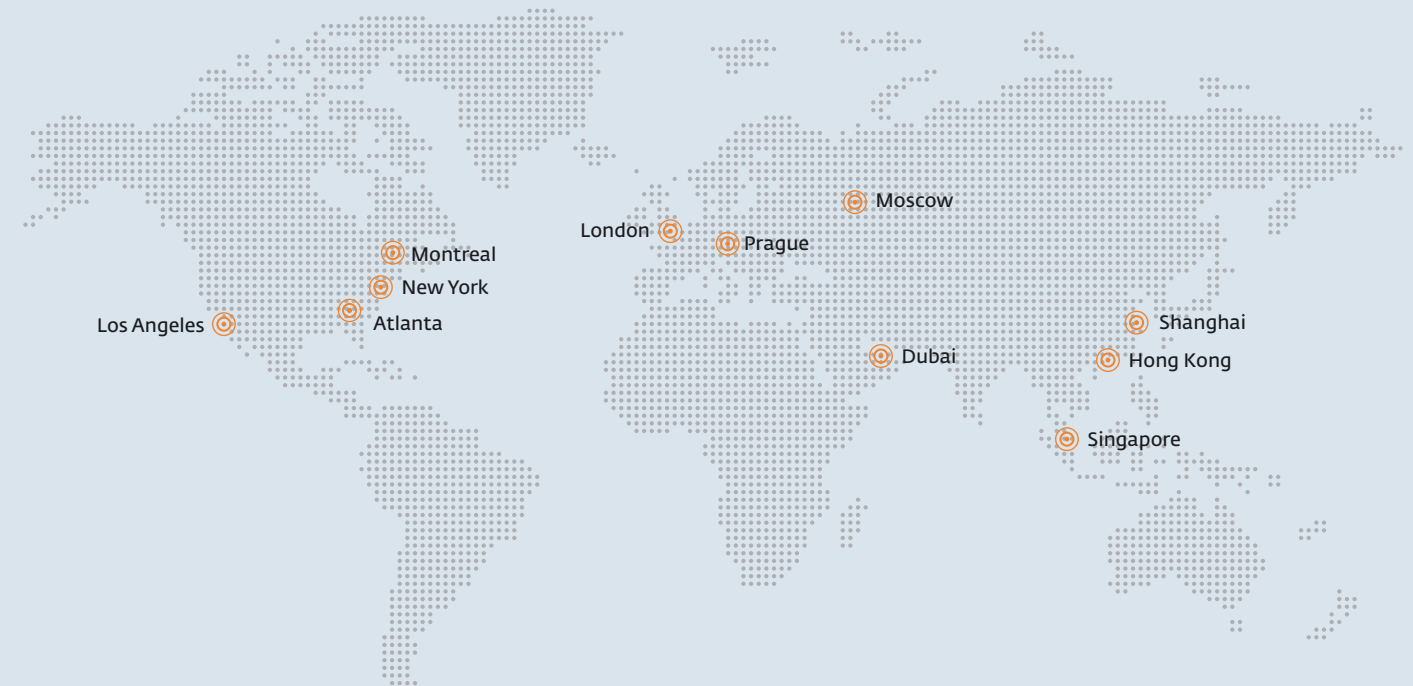 Moscow
London
Prague
Montreal
New York
Atlanta
Los Angeles
Shanghai
Dubai
Hong Kong
Singapore